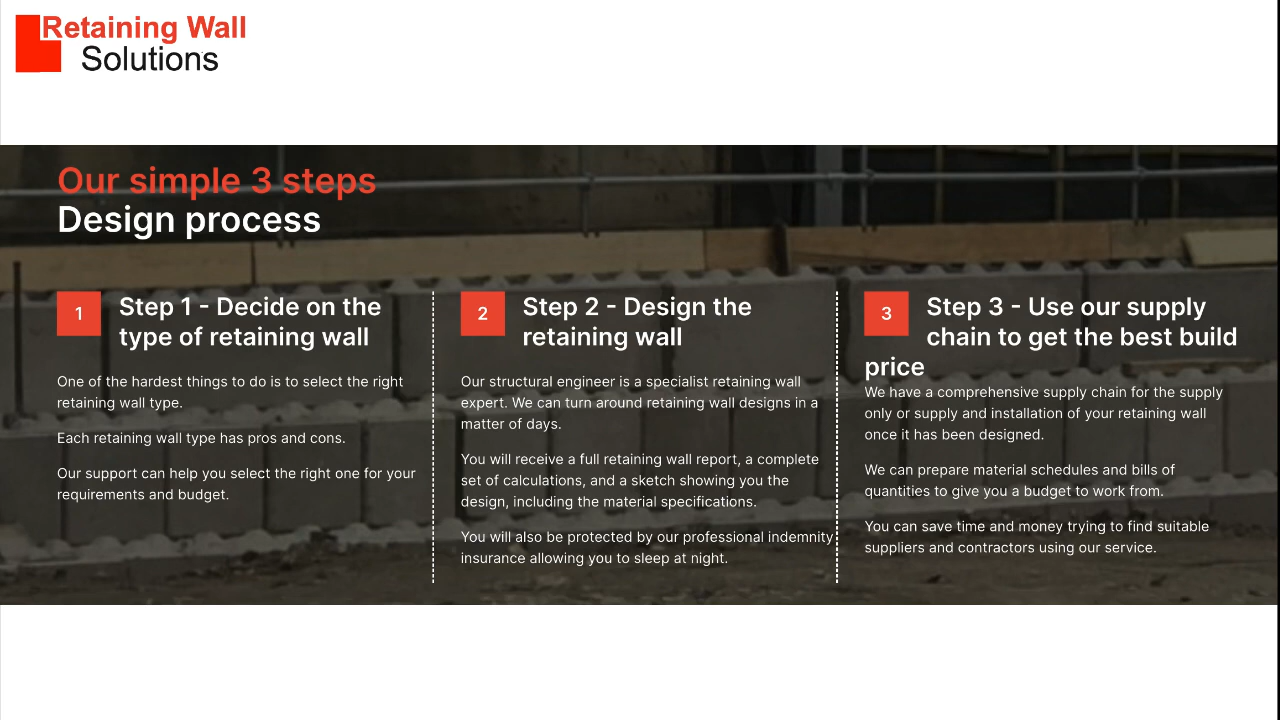 Retaining Wall
Solutions
Our simple 3 steps
Design process
1
Step 1 - Decide on the
type of retaining wall
One of the hardest things to do is to select the right
retaining wall type.
Each retaining wall type has pros and cons.
Our support can help you select the right one for your
requirements and budget.
2
Step 2 - Design the
retaining wall
Our structural engineer is a specialist retaining wall
expert. We can turn around retaining wall designs in a
matter of days.
You will receive a full retaining wall report, a complete
set of calculations, and a sketch showing you the
design, including the material specifications.
You will also be protected by our professional indemnity
insurance allowing you to sleep at night.
3
Step 3 - Use our supply
chain to get the best build
price
We have a comprehensive supply chain for the supply
only or supply and installation of your retaining wall
once it has been designed.
We can prepare material schedules and bills of
quantities to give you a budget to work from.
You can save time and money trying to find suitable
suppliers and contractors using our service.